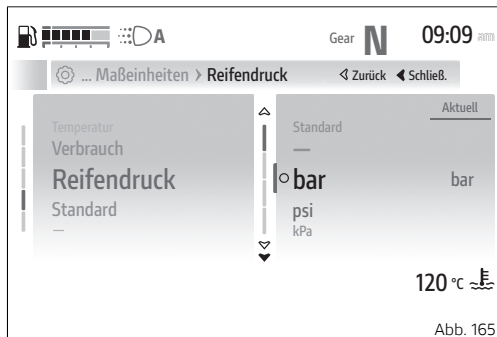 A Gear N 09:09 am
... Maßeinheiten > Reifendruck Zurück Schließ.
Aktuell
Temperatur
Verbrauch
Reifendruck
Standard
—
Standard
—
bar bar
psi
kPa
120 °C
Abb. 165